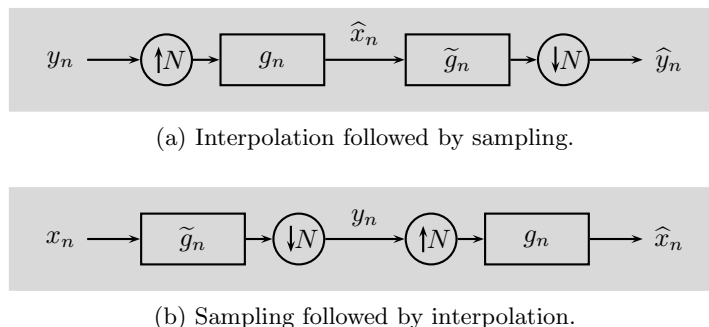 y_n ↑N g_n x̂_n g̃_n ↓N ŷ_n
(a) Interpolation followed by sampling.
x_n g̃_n ↓N y_n ↑N g_n x̂_n
(b) Sampling followed by interpolation.